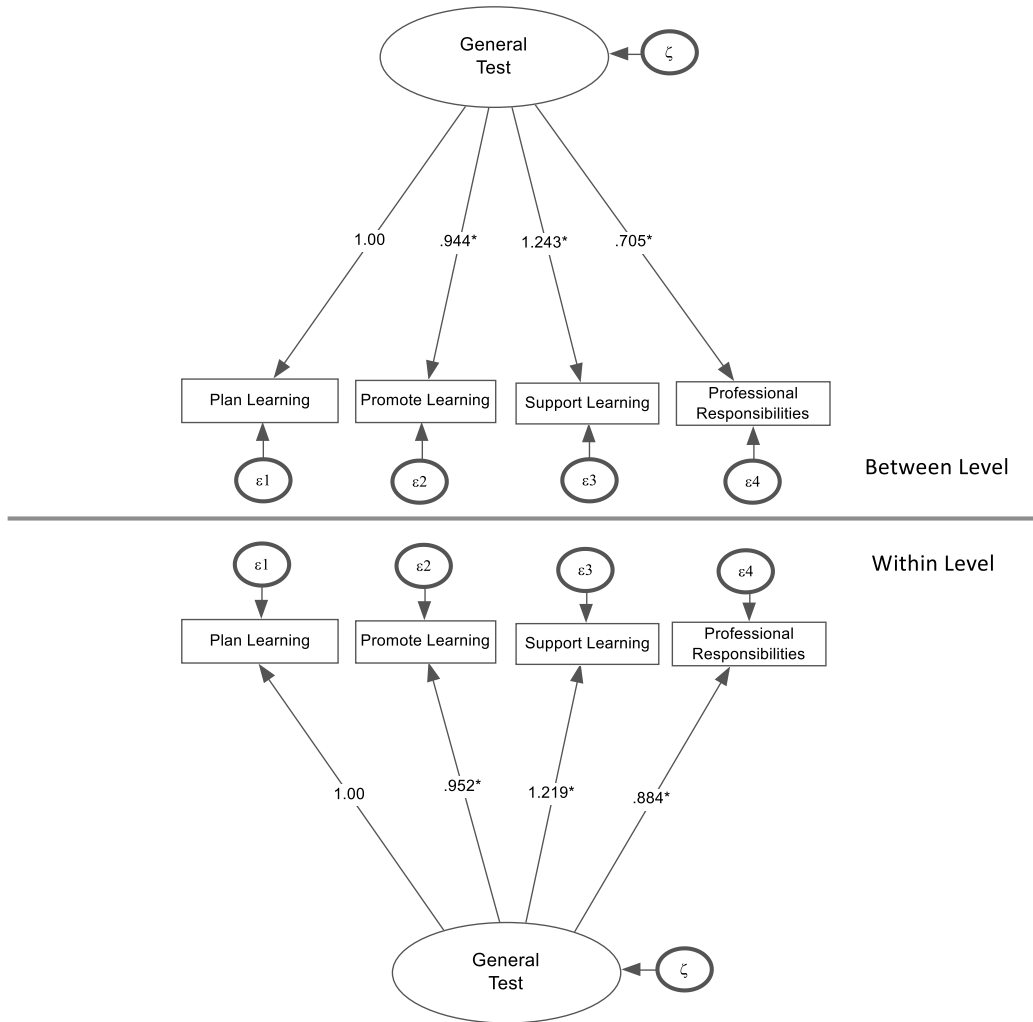 General
Test
ζ
1.00
.944*
1.243*
.705*
Plan Learning
Promote Learning
Support Learning
Professional
Responsibilities
ε1
ε2
ε3
ε4
Between Level
Within Level
ε1
ε2
ε3
ε4
Plan Learning
Promote Learning
Support Learning
Professional
Responsibilities
1.00
.952*
1.219*
.884*
General
Test
ζ